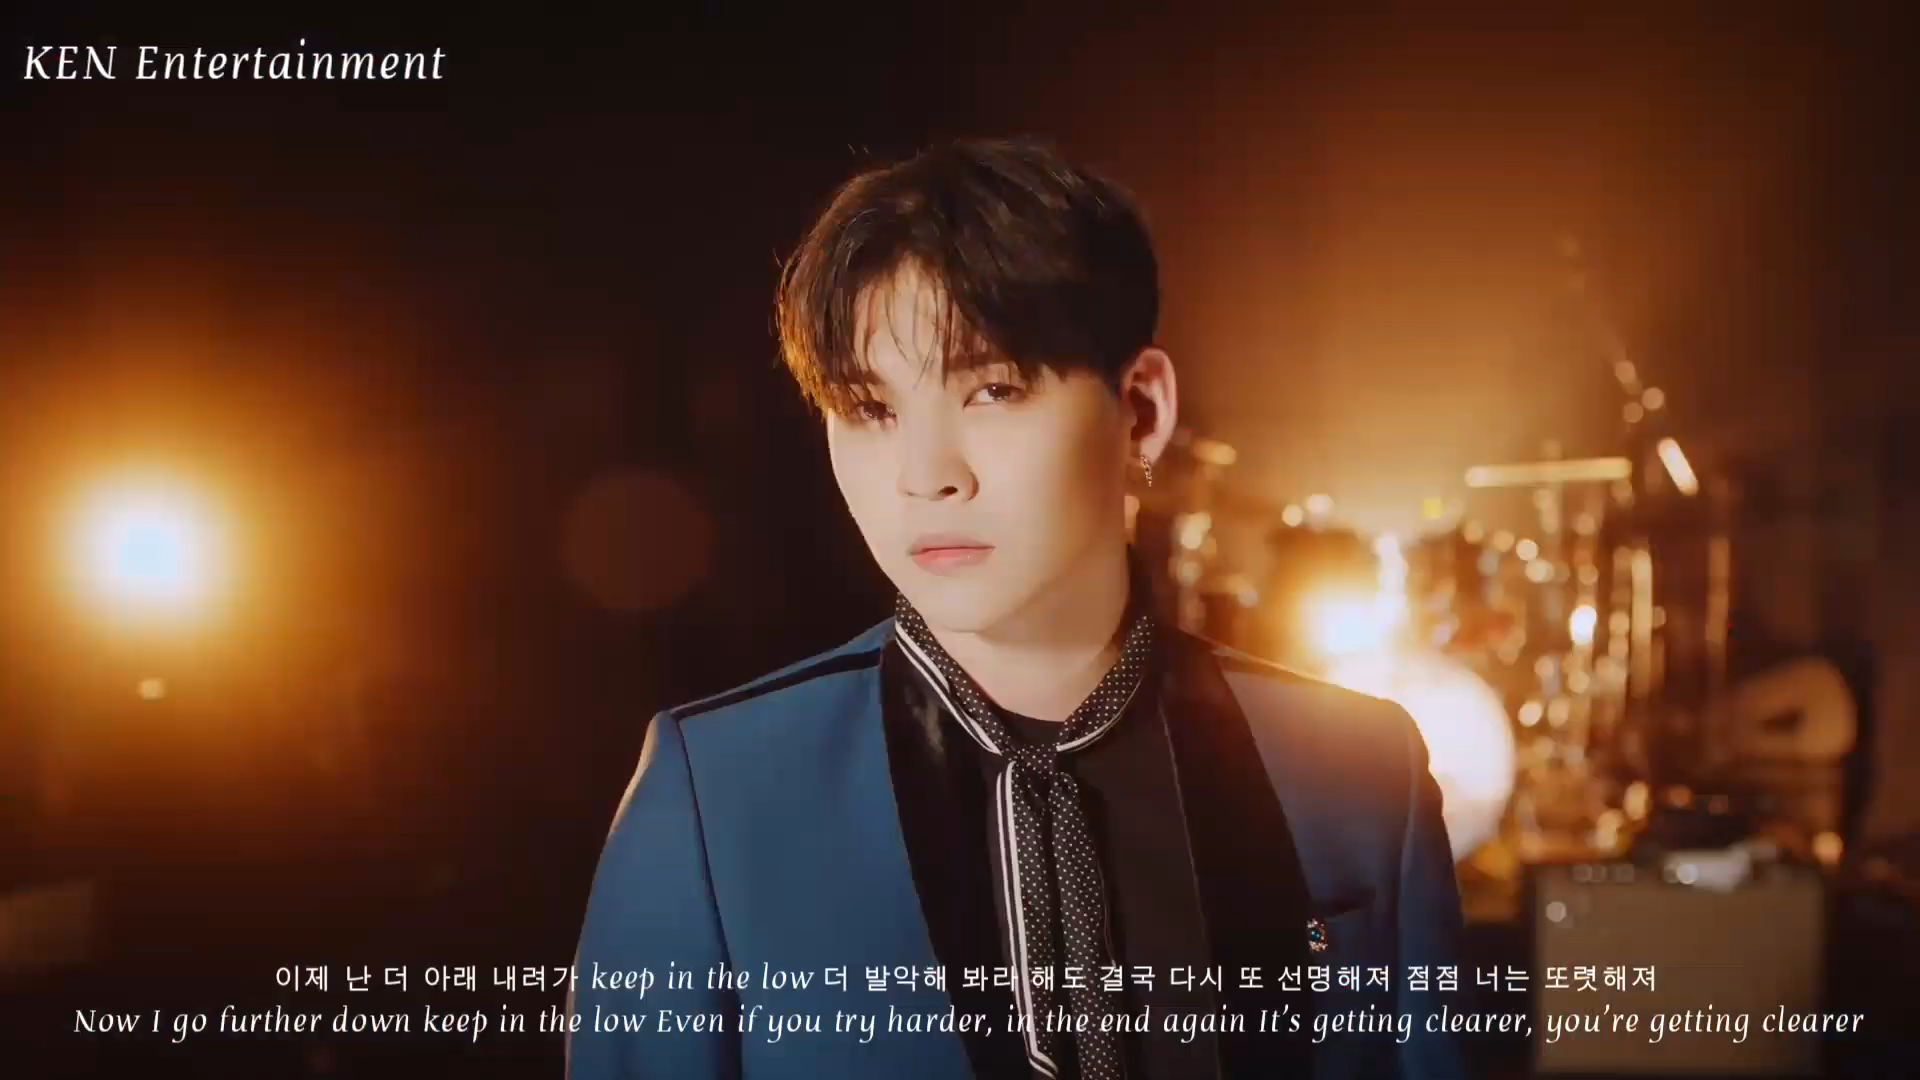 KEN Entertainment
이제 난 더 아래 내려가 keep in the low 더 발악해 봐라 해도 결국 다시 또 선명해져 점점 너는 또렷해져
Now I go further down keep in the low Even if you try harder, in the end again It's getting clearer, you're getting clearer